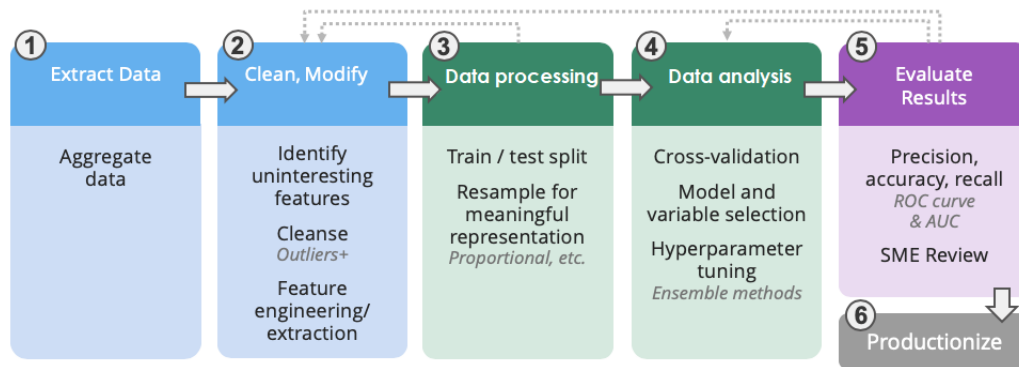 1
Extract Data
Aggregate
data
2
Clean, Modify
Identify
uninteresting
features
Cleanse
Outliers+
Feature
engineering/
extraction
3
Data processing
Train / test split
Resample for
meaningful
representation
Proportional, etc.
4
Data analysis
Cross-validation
Model and
variable selection
Hyperparameter
tuning
Ensemble methods
5
Evaluate
Results
Precision,
accuracy, recall
ROC curve
& AUC
SME Review
6
Productionize